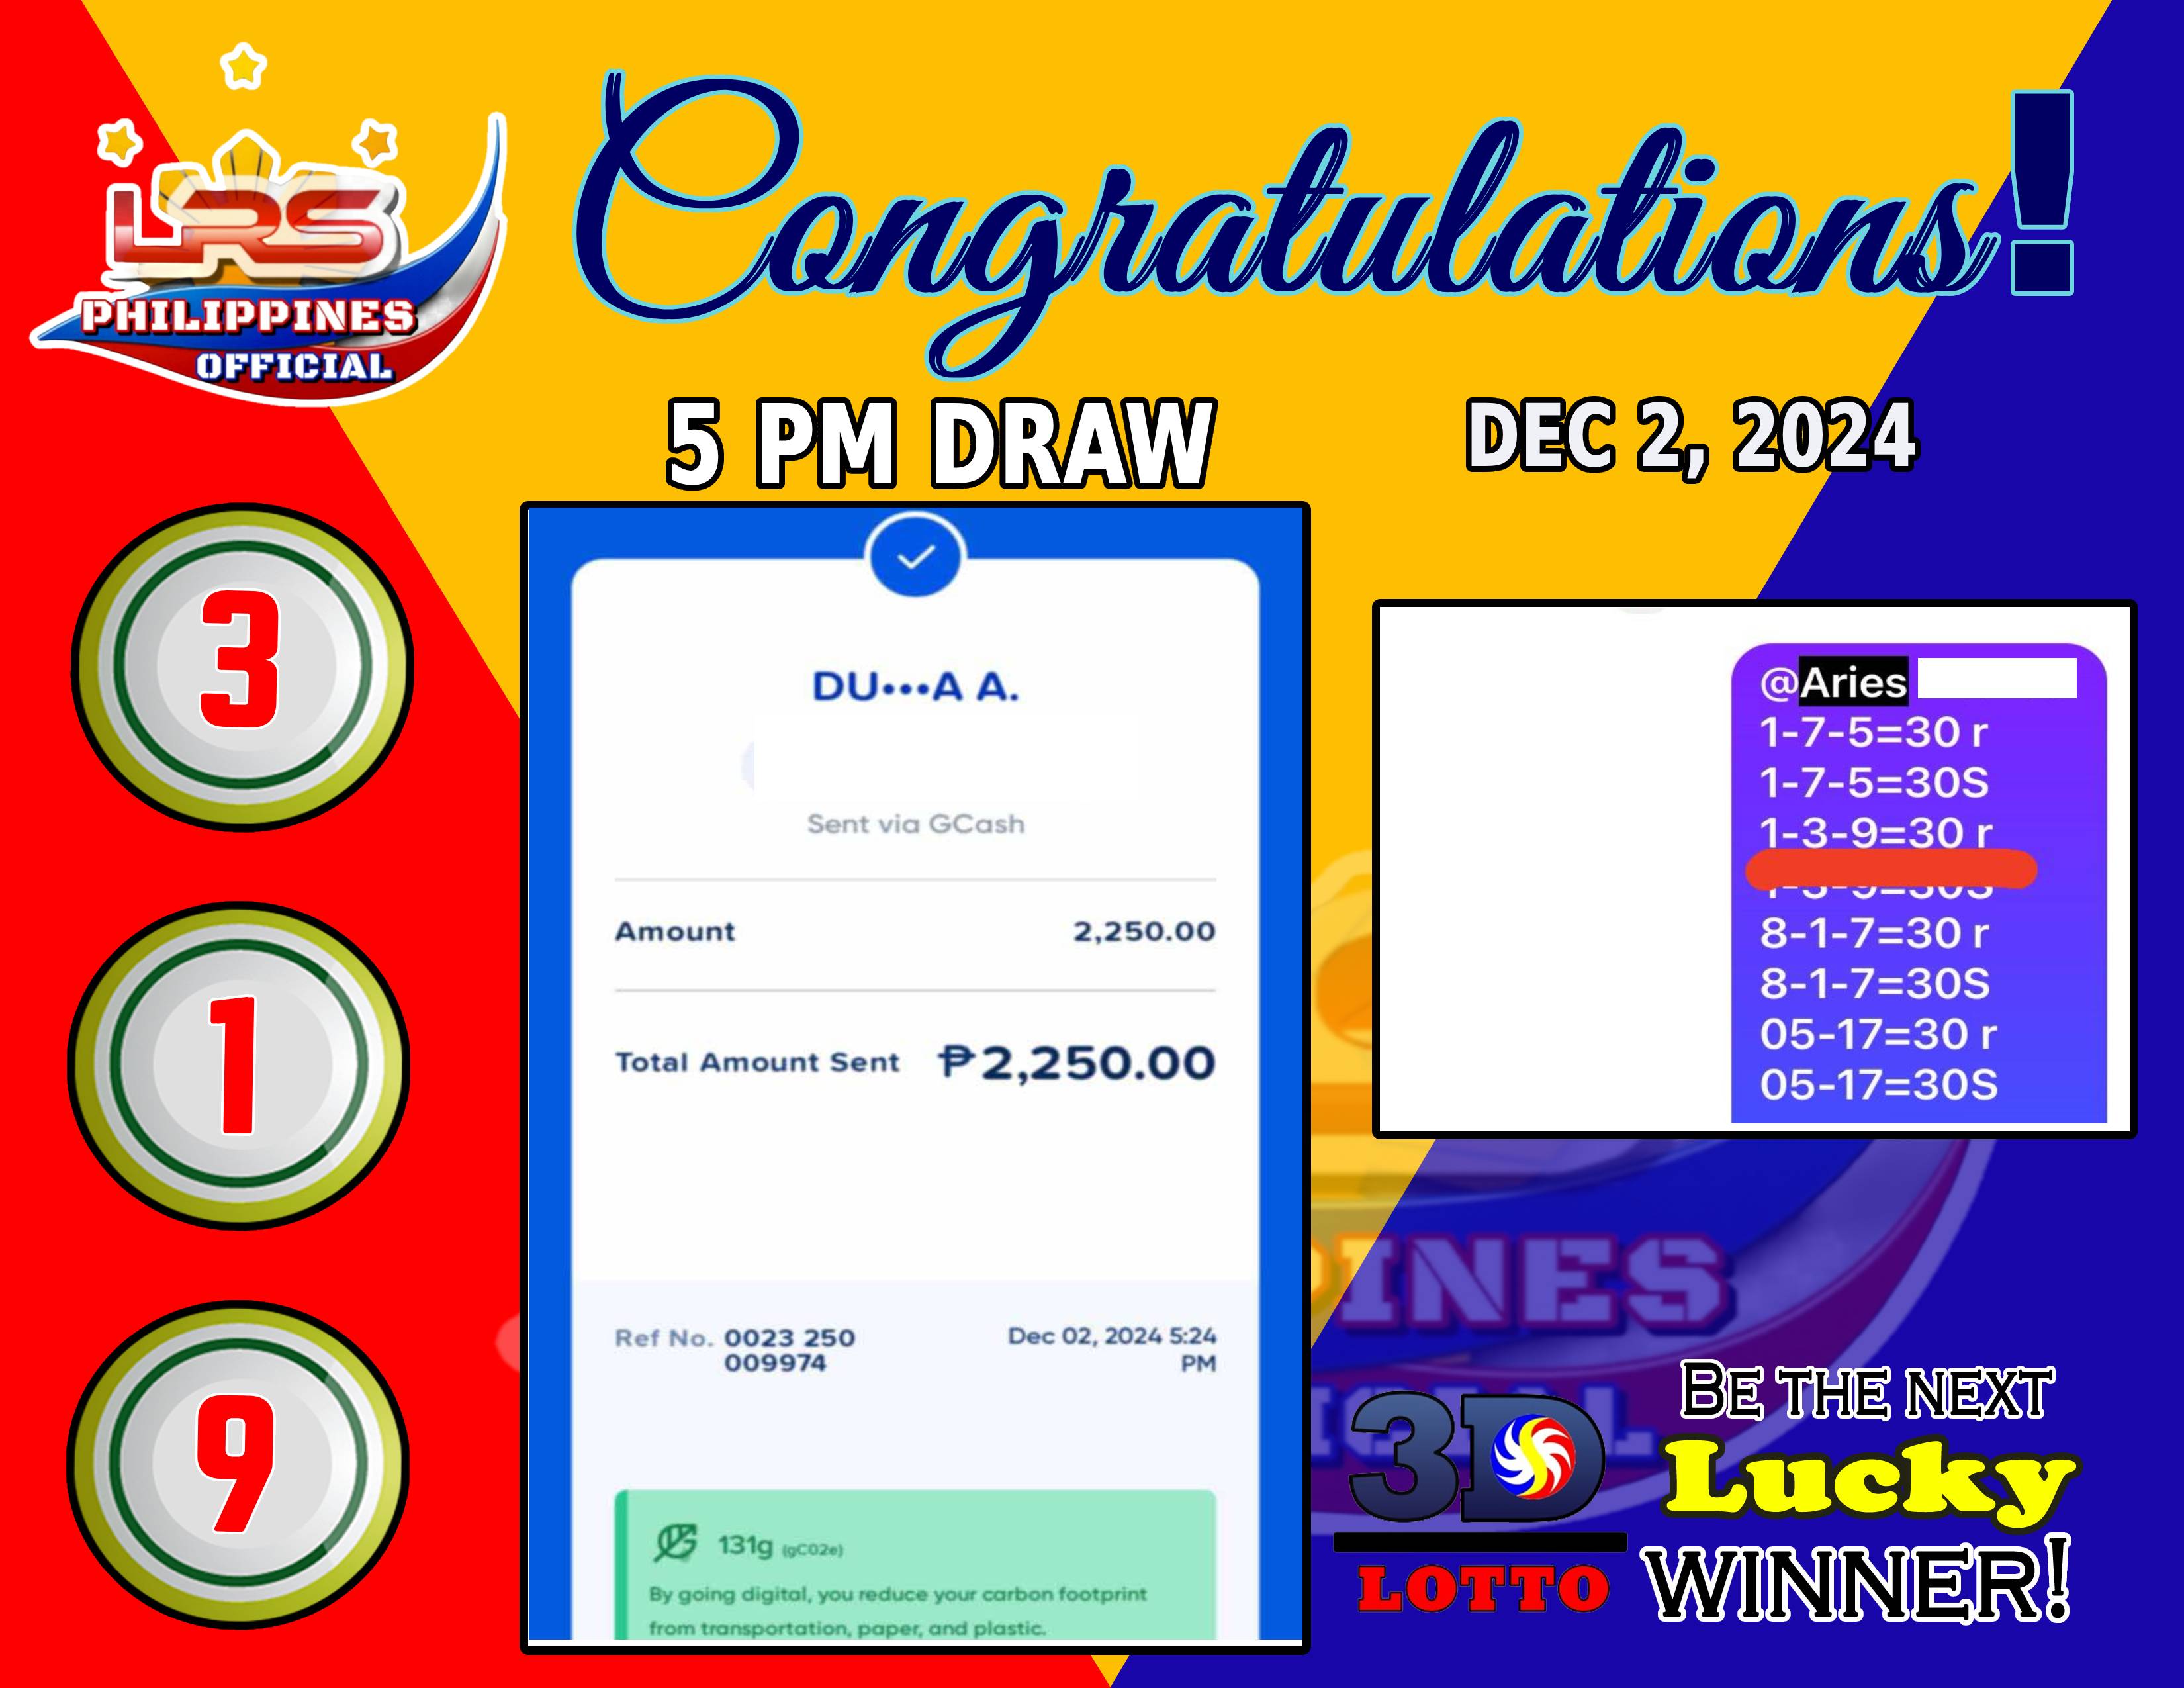 LRS
PHILIPPINES
OFFICIAL
Congratulations!
5 PM DRAW
DEC 2, 2024
3
1
9
DU•••A A.
Sent via GCash
Amount 2,250.00
Total Amount Sent ₱2,250.00
Ref No. 0023 250
009974
Dec 02, 2024 5:24
PM
131g (gC02e)
By going digital, you reduce your carbon footprint
from transportation, paper, and plastic.
@Aries
1-7-5=30 r
1-7-5=30S
1-3-9=30 r
8-1-7=30 r
8-1-7=30S
05-17=30 r
05-17=30S
3D
LOTTO
BE THE NEXT
Lucky
WINNER!